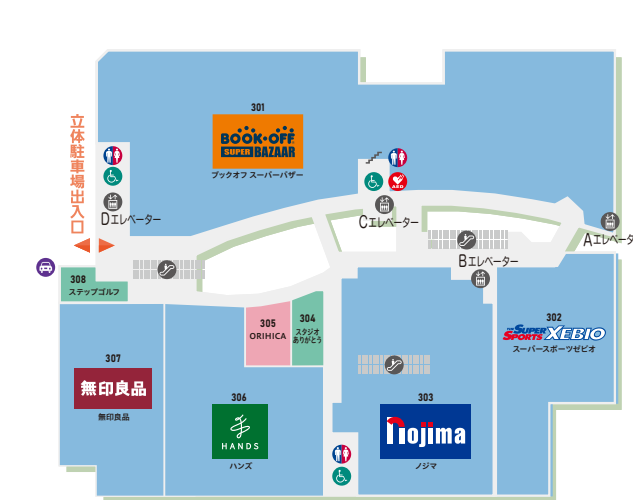 301
BOOK・OFF
SUPER BAZAAR
ブックオフ スーパーバザー
立体駐車場出入口
AED
Dエレベーター
Cエレベーター
Aエレベータ
Bエレベーター
308
ステップゴルフ
305
ORIHICA
304
スタジオ
ありがとう
302
THE SUPER
SPORTS XEBIO
スーパースポーツゼビオ
307
無印良品
無印良品
306
HANDS
ハンズ
303
nojima
ノジマ